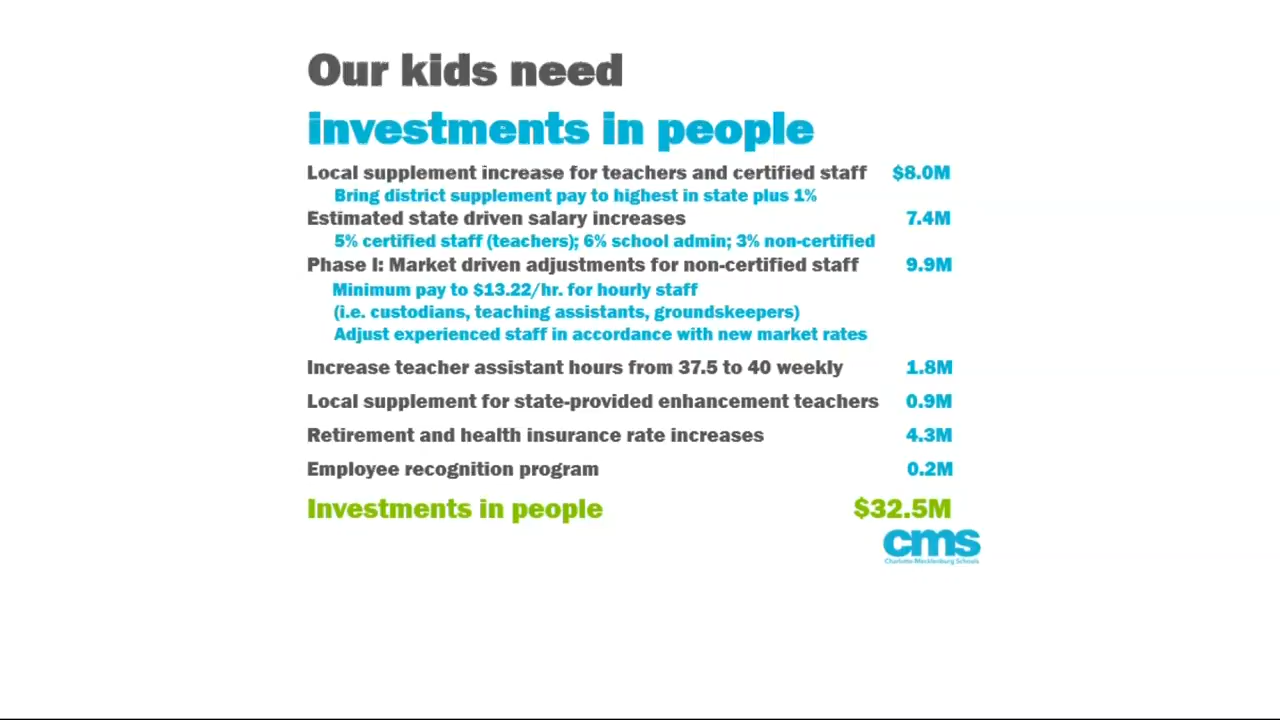 Our kids need
investments in people
Local supplement increase for teachers and certified staff $8.0M
Bring district supplement pay to highest in state plus 1%
Estimated state driven salary increases 7.4M
5% certified staff (teachers); 6% school admin; 3% non-certified
Phase I: Market driven adjustments for non-certified staff 9.9M
Minimum pay to $13.22/hr. for hourly staff
(i.e. custodians, teaching assistants, groundskeepers)
Adjust experienced staff in accordance with new market rates
Increase teacher assistant hours from 37.5 to 40 weekly 1.8M
Local supplement for state-provided enhancement teachers 0.9M
Retirement and health insurance rate increases 4.3M
Employee recognition program 0.2M
Investments in people $32.5M
cms
Charlotte-Mecklenburg Schools